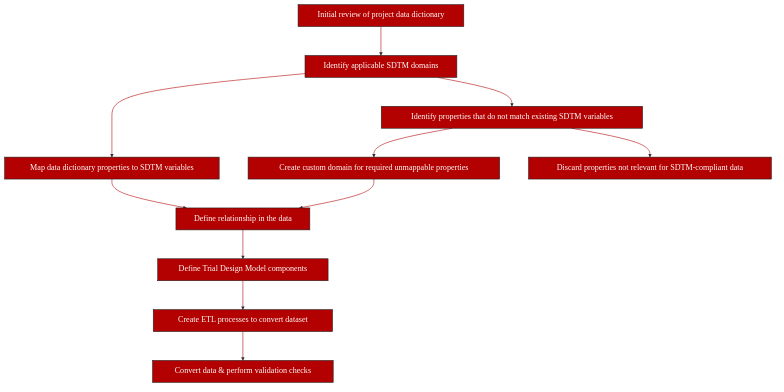 Initial review of project data dictionary
Identify applicable SDTM domains
Identify properties that do not match existing SDTM variables
Map data dictionary properties to SDTM variables
Create custom domain for required unmappable properties
Discard properties not relevant for SDTM-compliant data
Define relationship in the data
Define Trial Design Model components
Create ETL processes to convert dataset
Convert data & perform validation checks